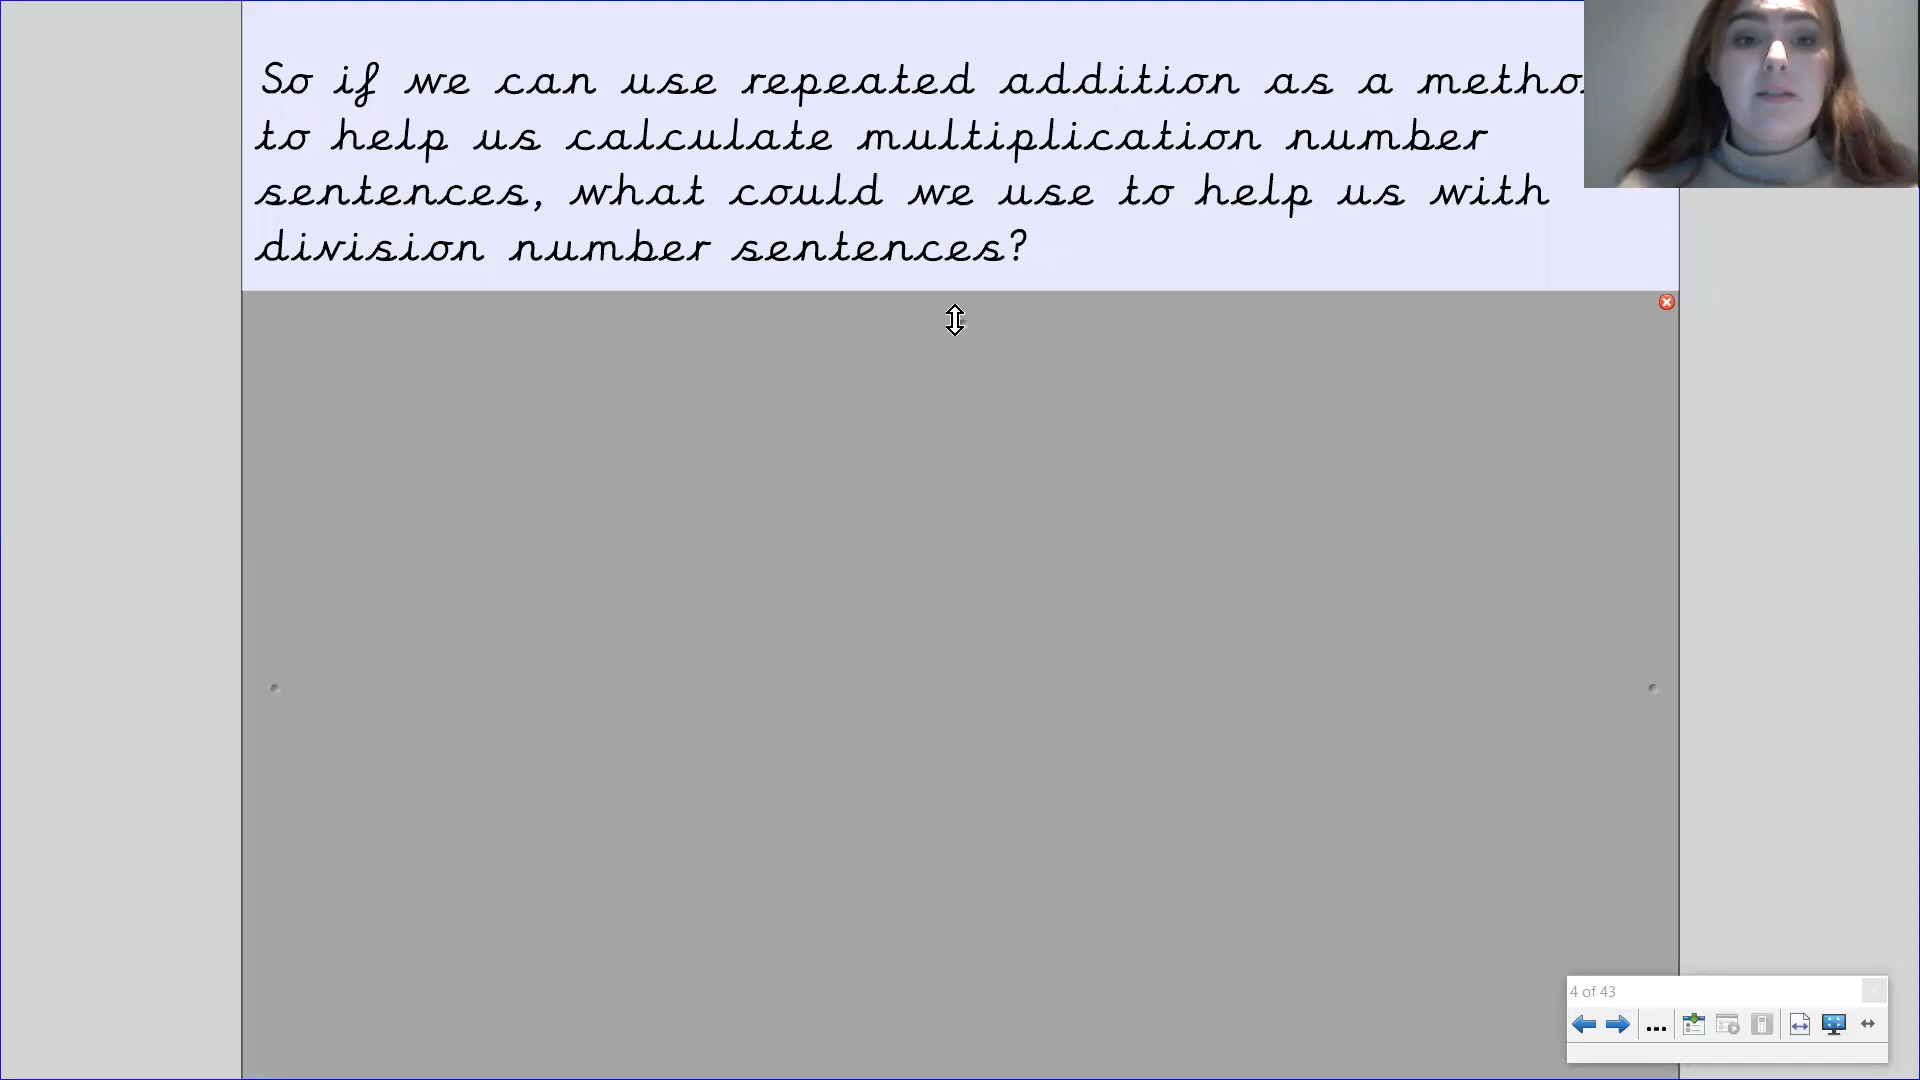 So if we can use repeated addition as a
to help us calculate multiplication number
sentences, what could we use to help us with
division number sentences?
4 of 43